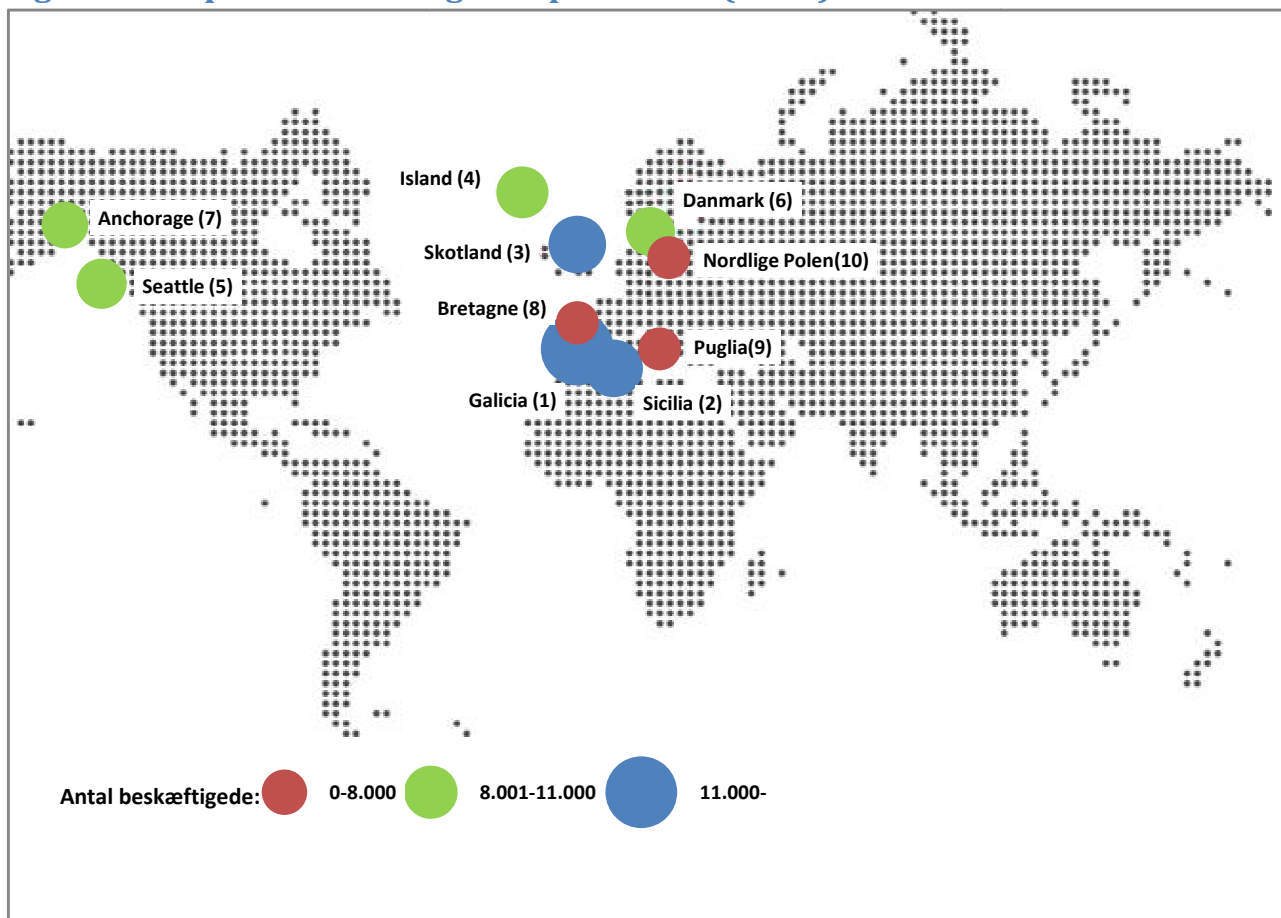 Island (4)
Danmark (6)
Anchorage (7)
Skotland (3)
Nordlige Polen(10)
Seattle (5)
Bretagne (8)
Puglia(9)
Galicia (1)
Sicilia (2)
Antal beskæftigede:
0-8.000
8.001-11.000
11.000-